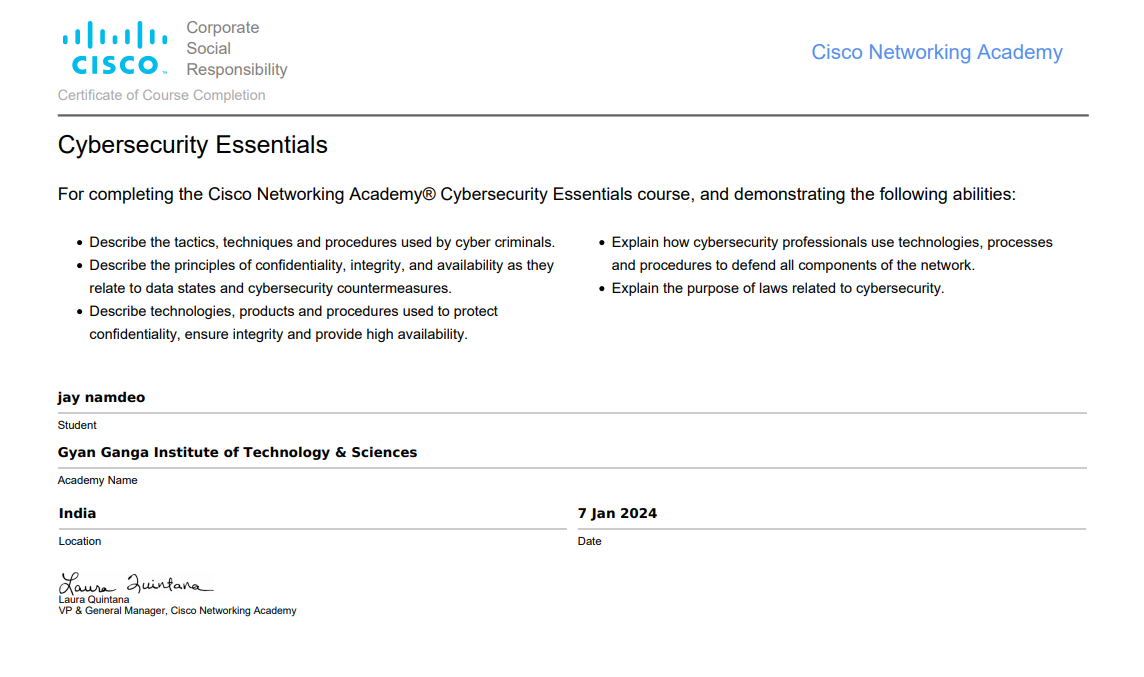 Corporate
Social
Responsibility
CISCO
Cisco Networking Academy
Certificate of Course Completion
Cybersecurity Essentials
For completing the Cisco Networking Academy® Cybersecurity Essentials course, and demonstrating the following abilities:
• Describe the tactics, techniques and procedures used by cyber criminals.
• Describe the principles of confidentiality, integrity, and availability as they
relate to data states and cybersecurity countermeasures.
• Describe technologies, products and procedures used to protect
confidentiality, ensure integrity and provide high availability.
• Explain how cybersecurity professionals use technologies, processes
and procedures to defend all components of the network.
• Explain the purpose of laws related to cybersecurity.
jay namdeo
Student
Gyan Ganga Institute of Technology & Sciences
Academy Name
India
Location
7 Jan 2024
Date
Laura Quintana
Laura Quintana
VP & General Manager, Cisco Networking Academy